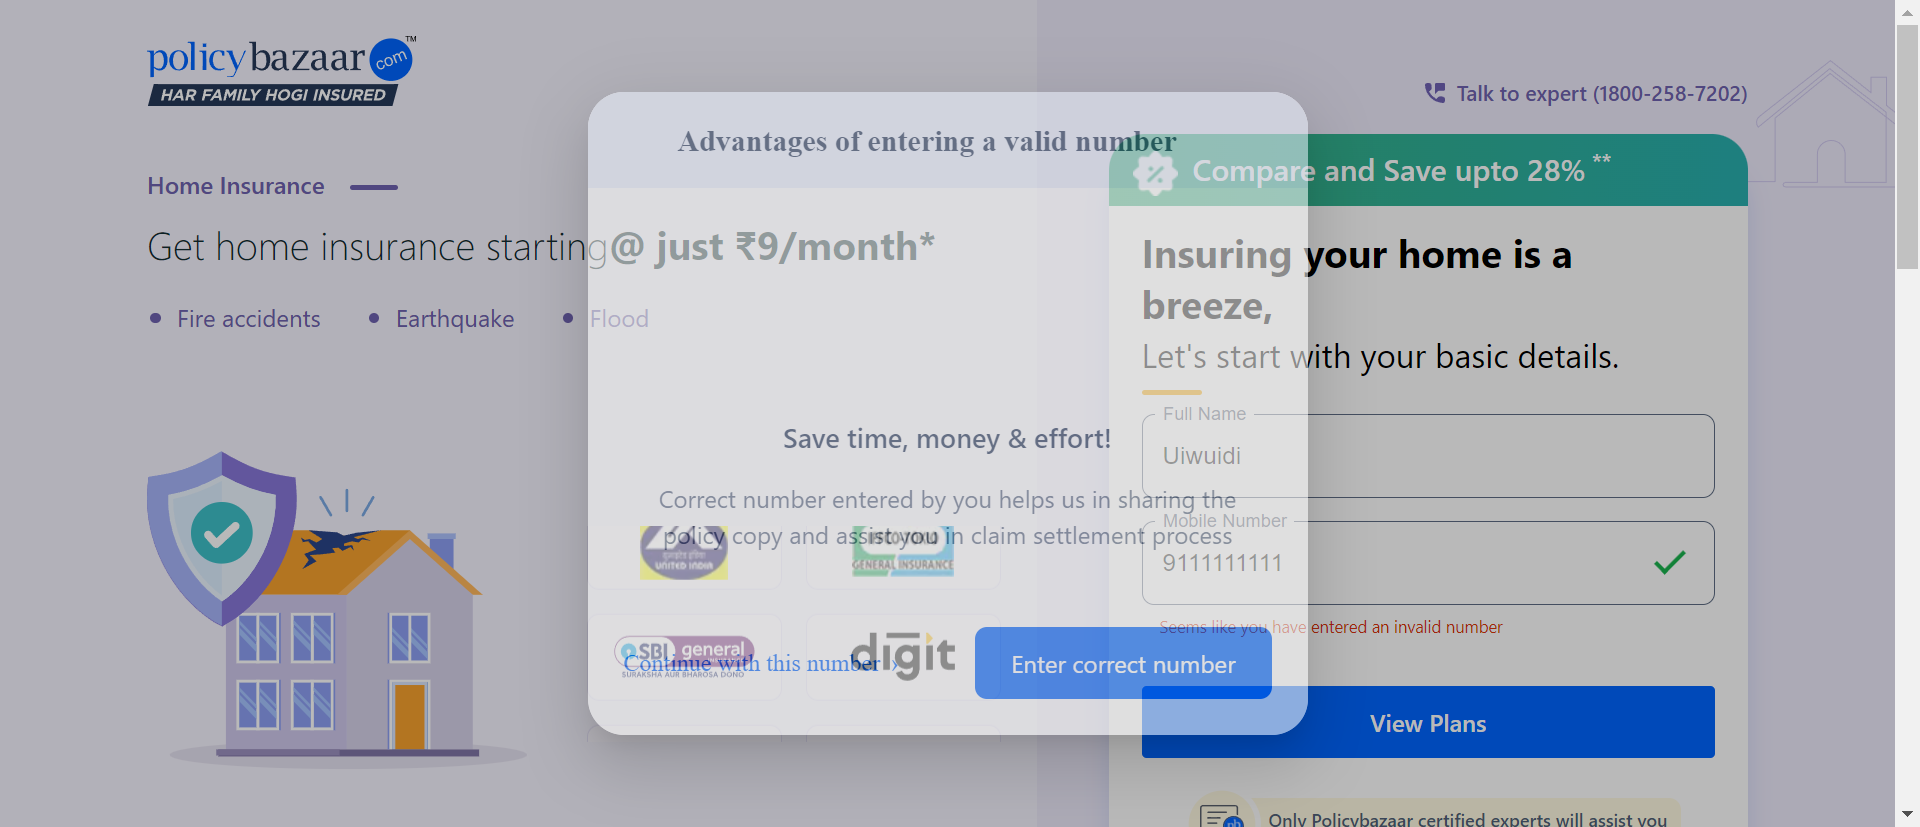 policybazaar com ™
HAR FAMILY HOGI INSURED
Talk to expert (1800-258-7202)
Home Insurance
Get home insurance starting@ just ₹9/month*
Fire accidents
Earthquake
Flood
Advantages of entering a valid number
Save time, money & effort!
Correct number entered by you helps us in sharing the
policy copy and assist you in claim settlement process
Continue with this number ›
Enter correct number
UNITED INDIA
GENERAL INSURANCE
SBI general
SURAKSHA AUR BHAROSA DONO
digit
Compare and Save upto 28% **
Insuring your home is a
breeze,
Let's start with your basic details.
Full Name
Uiwuidi
Mobile Number
9111111111
Seems like you have entered an invalid number
View Plans
pb
Only Policybazaar certified experts will assist you